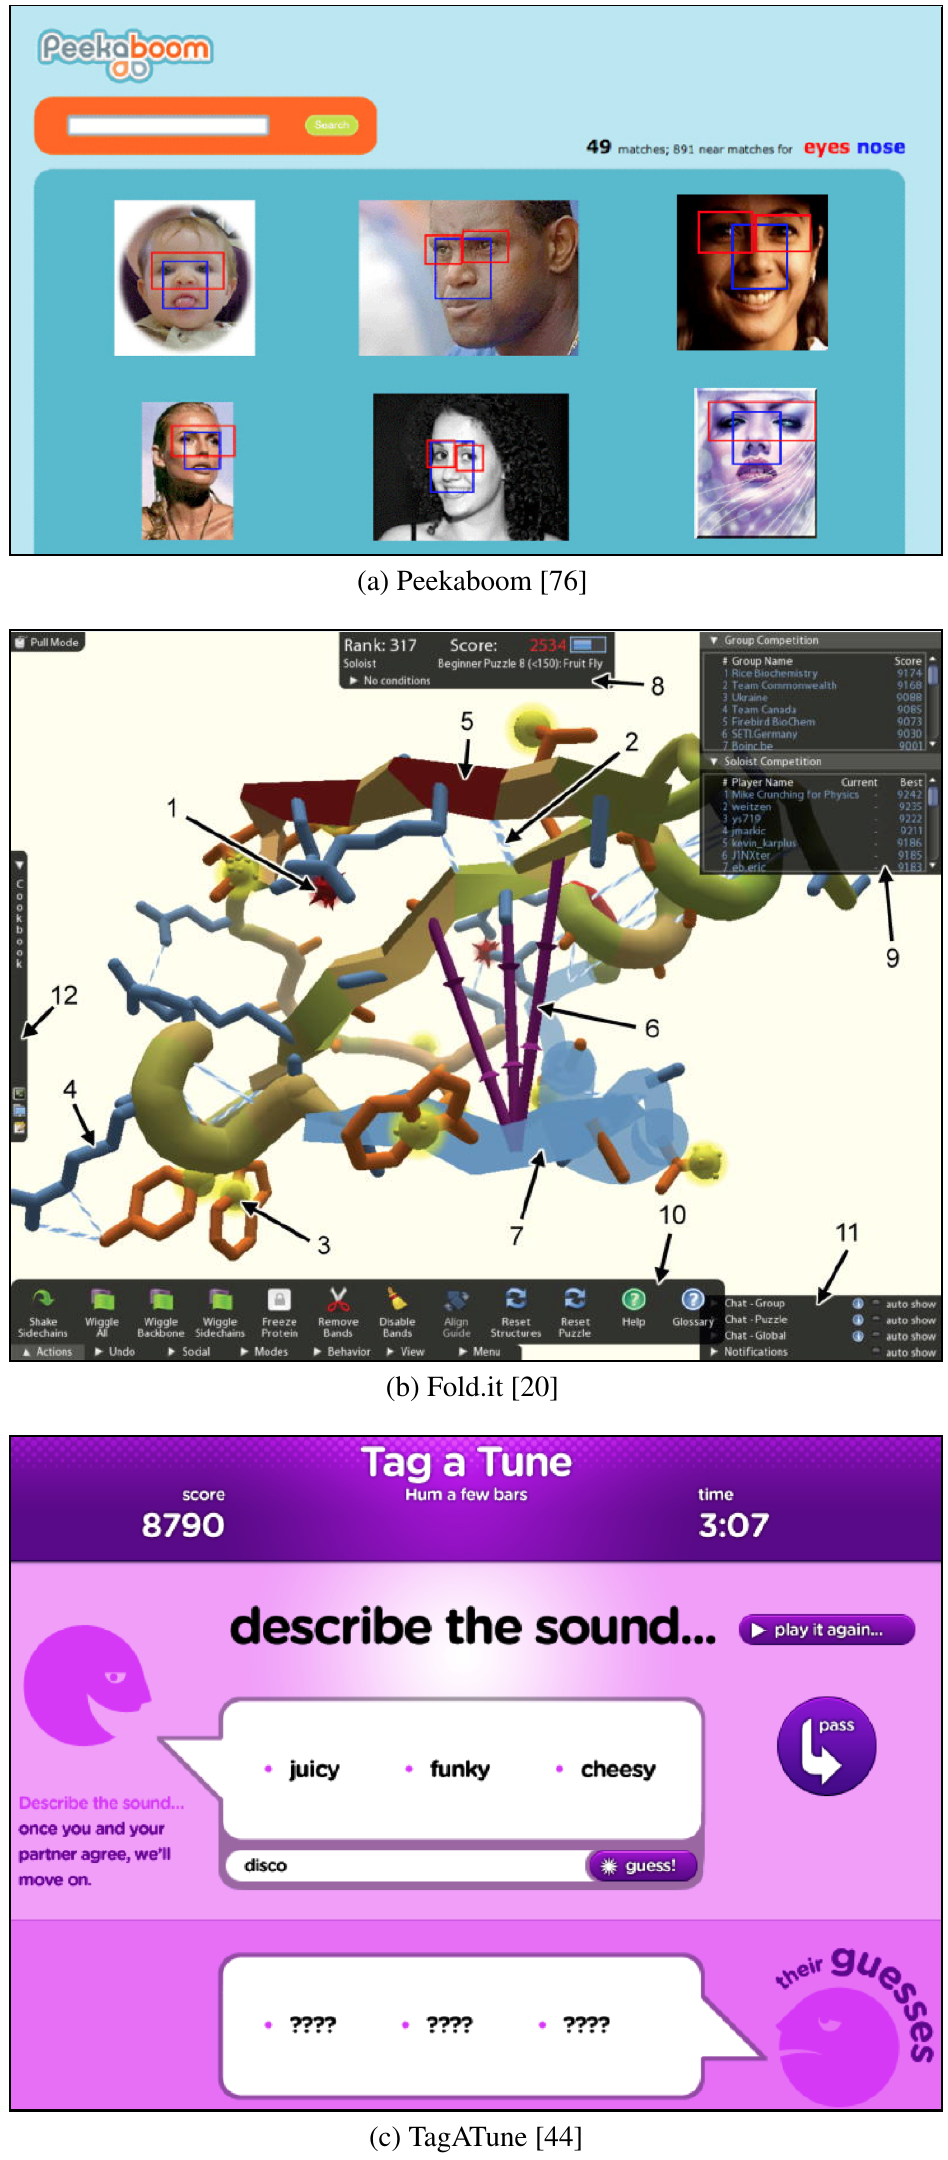 Peekaboom
Search
49 matches; 891 near matches for eyes nose
(a) Peekaboom [76]
Pull Mode
Rank: 317 Score: 2534
Soloist Beginner Puzzle 8 (<150): Fruit Fly
▶ No conditions
▼ Group Competition
# Group Name Score
1 Rice Biochemistry 9174
2 Team Commonwealth 9168
3 Ukraine 9088
4 Team Canada 9085
5 Firebird BioChem 9073
6 SETI.Germany 9030
7 Boinc.be 9001
▼ Soloist Competition
# Player Name Current Best
1 Mike Crunching for Physics - 9242
2 weitzen - 9235
3 ys719 - 9222
4 jmarkic - 9211
5 kevin_karplus - 9186
6 J1NXter - 9185
7 eb.eric - 9183
8
5
2
1
9
Cookbook
12
6
4
7
3
10
11
Shake Sidechains
Wiggle All
Wiggle Backbone
Wiggle Sidechains
Freeze Protein
Remove Bands
Disable Bands
Align Guide
Reset Structures
Reset Puzzle
Help
Glossary
▲ Actions ▶ Undo ▶ Social ▶ Modes ▶ Behavior ▶ View ▶ Menu
Chat - Group auto show
Chat - Puzzle auto show
Chat - Global auto show
▶ Notifications auto show
(b) Fold.it [20]
Tag a Tune
score Hum a few bars time
8790 3:07
describe the sound... ▶ play it again...
pass
• juicy • funky • cheesy
Describe the sound...
once you and your
partner agree, we'll
move on.
disco guess!
their guesses
• ???? • ???? • ????
(c) TagATune [44]